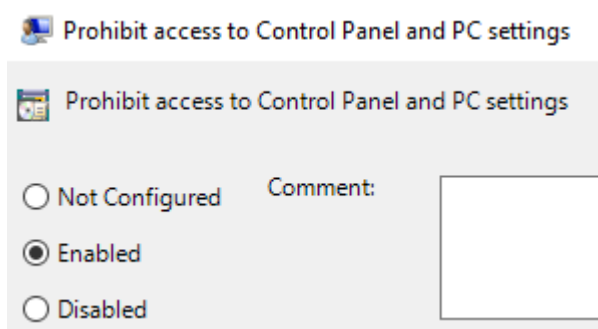 Prohibit access to Control Panel and PC settings
Prohibit access to Control Panel and PC settings
Not Configured
Comment:
Enabled
Disabled